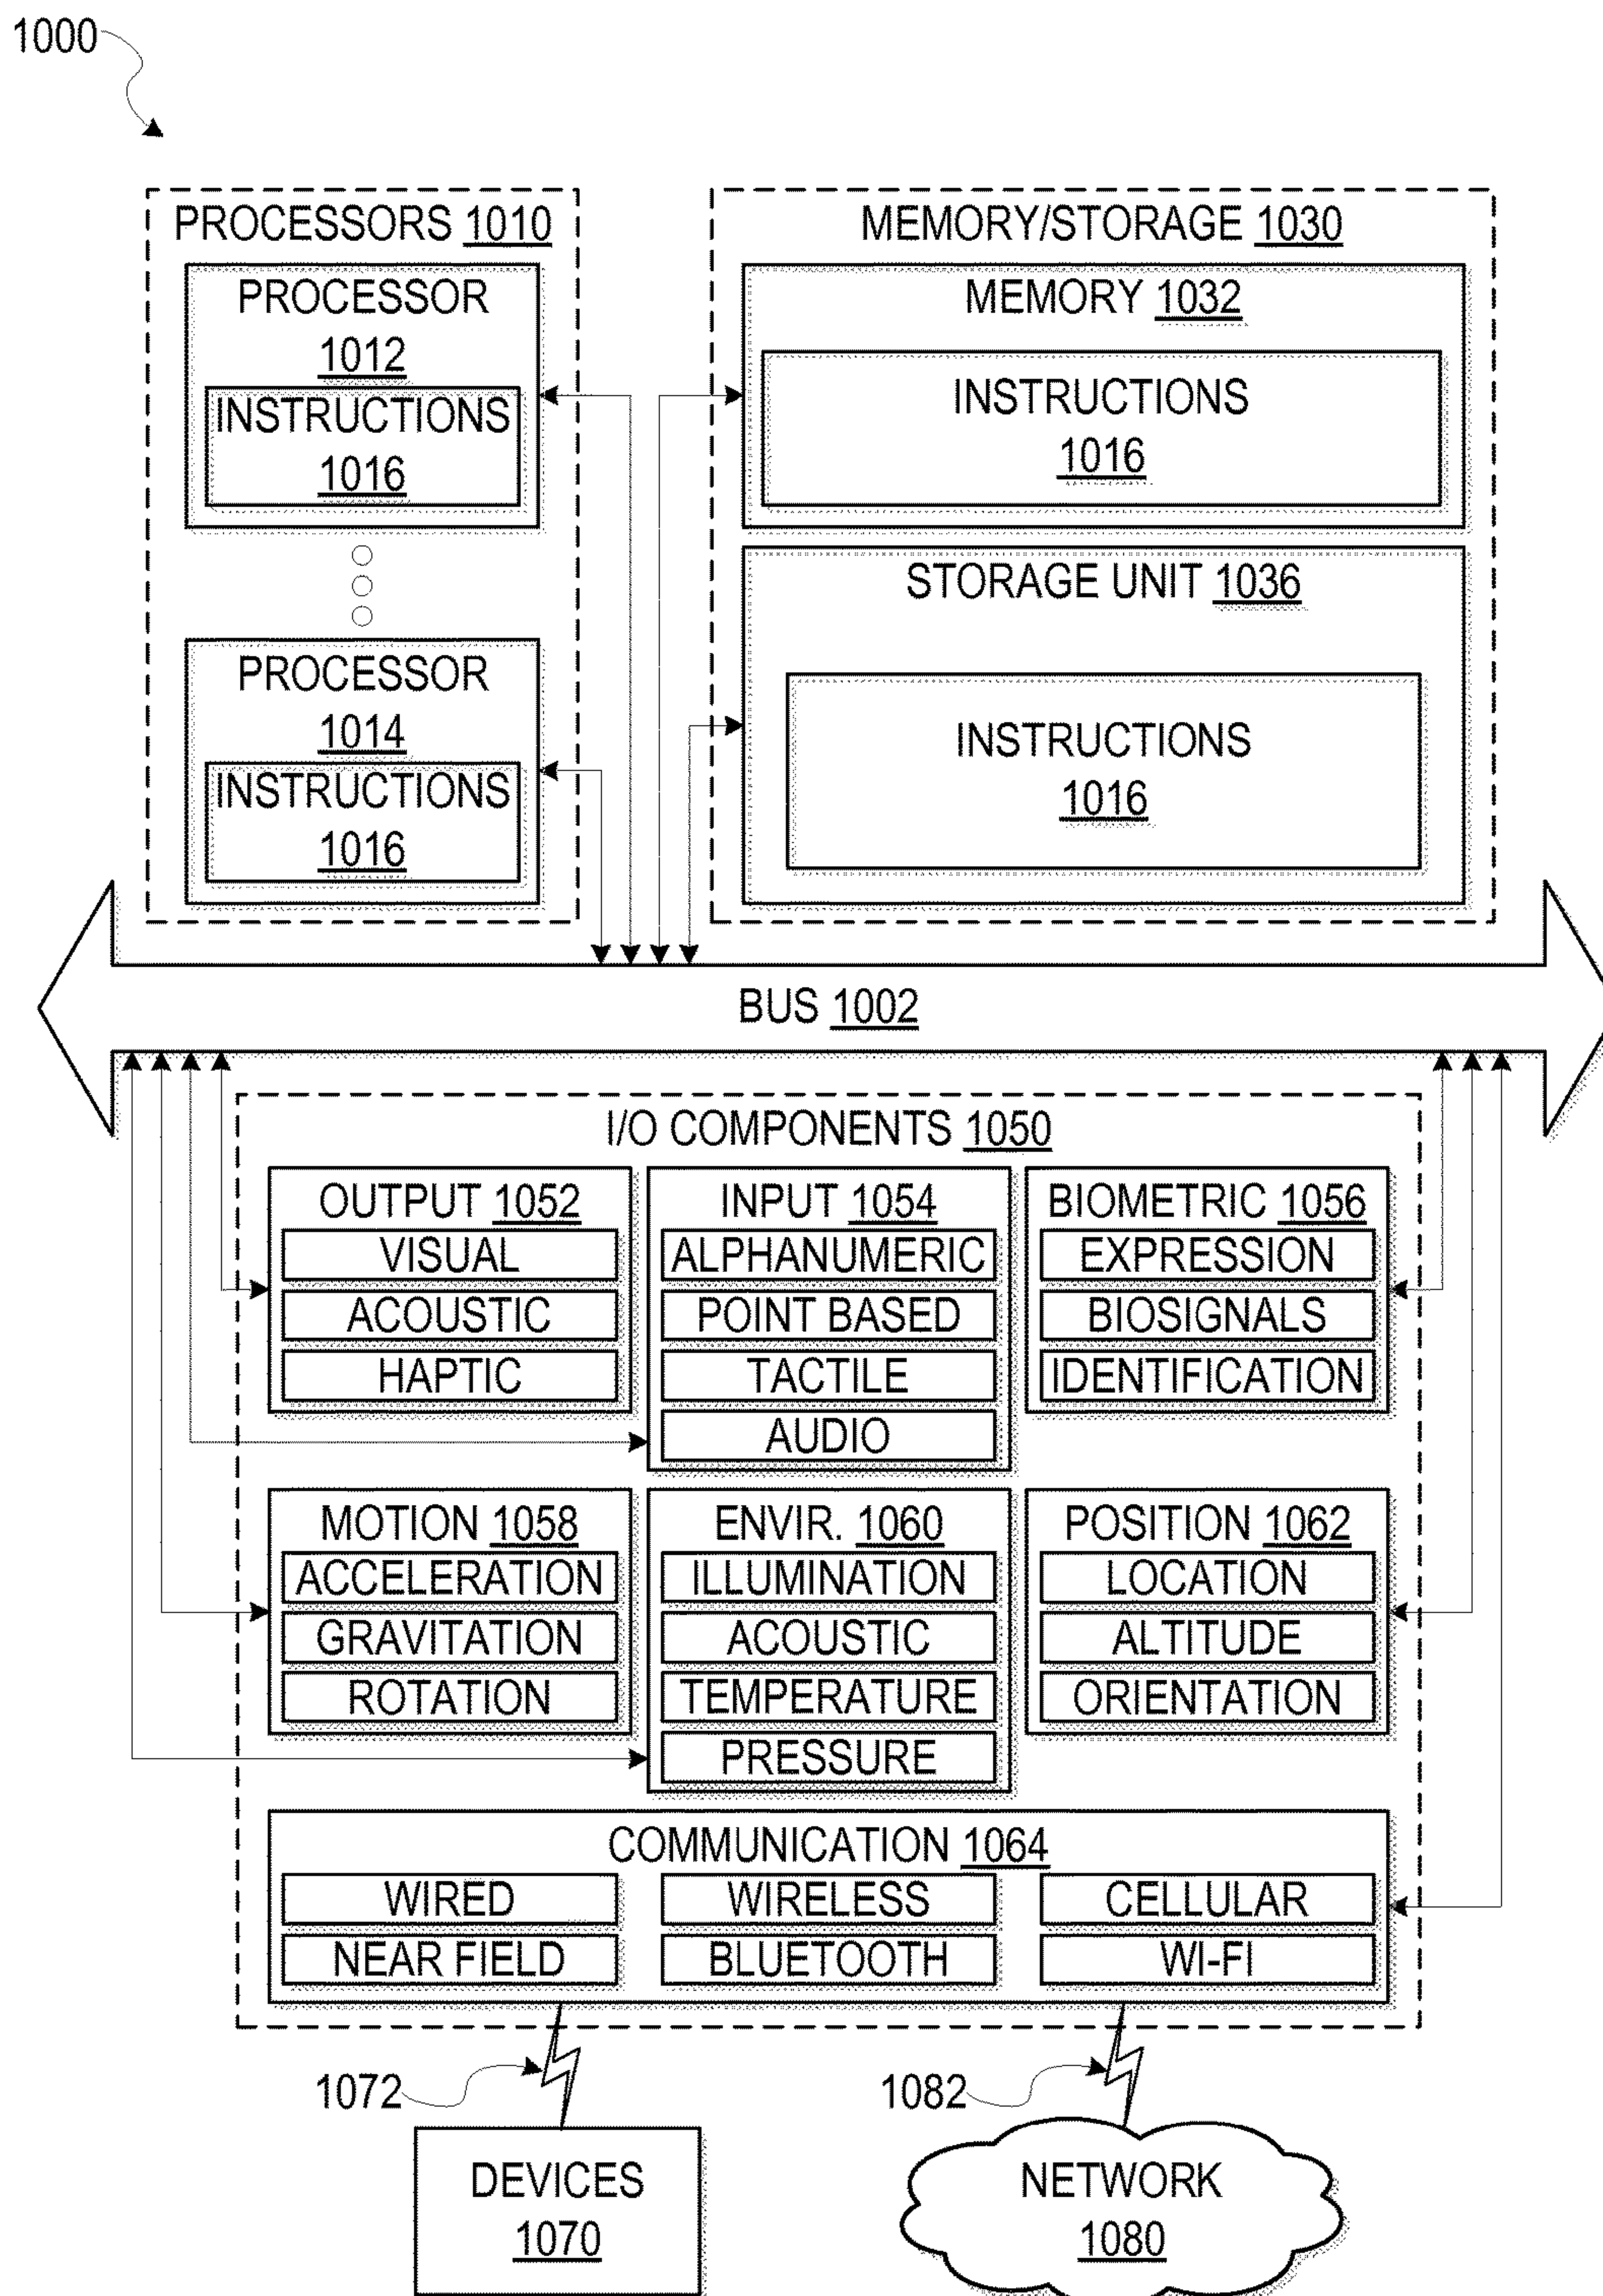 1000
PROCESSORS 1010
PROCESSOR
1012
INSTRUCTIONS
1016
PROCESSOR
1014
INSTRUCTIONS
1016
MEMORY/STORAGE 1030
MEMORY 1032
INSTRUCTIONS
1016
STORAGE UNIT 1036
INSTRUCTIONS
1016
BUS 1002
I/O COMPONENTS 1050
OUTPUT 1052
VISUAL
ACOUSTIC
HAPTIC
INPUT 1054
ALPHANUMERIC
POINT BASED
TACTILE
AUDIO
BIOMETRIC 1056
EXPRESSION
BIOSIGNALS
IDENTIFICATION
MOTION 1058
ACCELERATION
GRAVITATION
ROTATION
ENVIR. 1060
ILLUMINATION
ACOUSTIC
TEMPERATURE
PRESSURE
POSITION 1062
LOCATION
ALTITUDE
ORIENTATION
COMMUNICATION 1064
WIRED
WIRELESS
CELLULAR
NEAR FIELD
BLUETOOTH
WI-FI
1072
1082
DEVICES
1070
NETWORK
1080